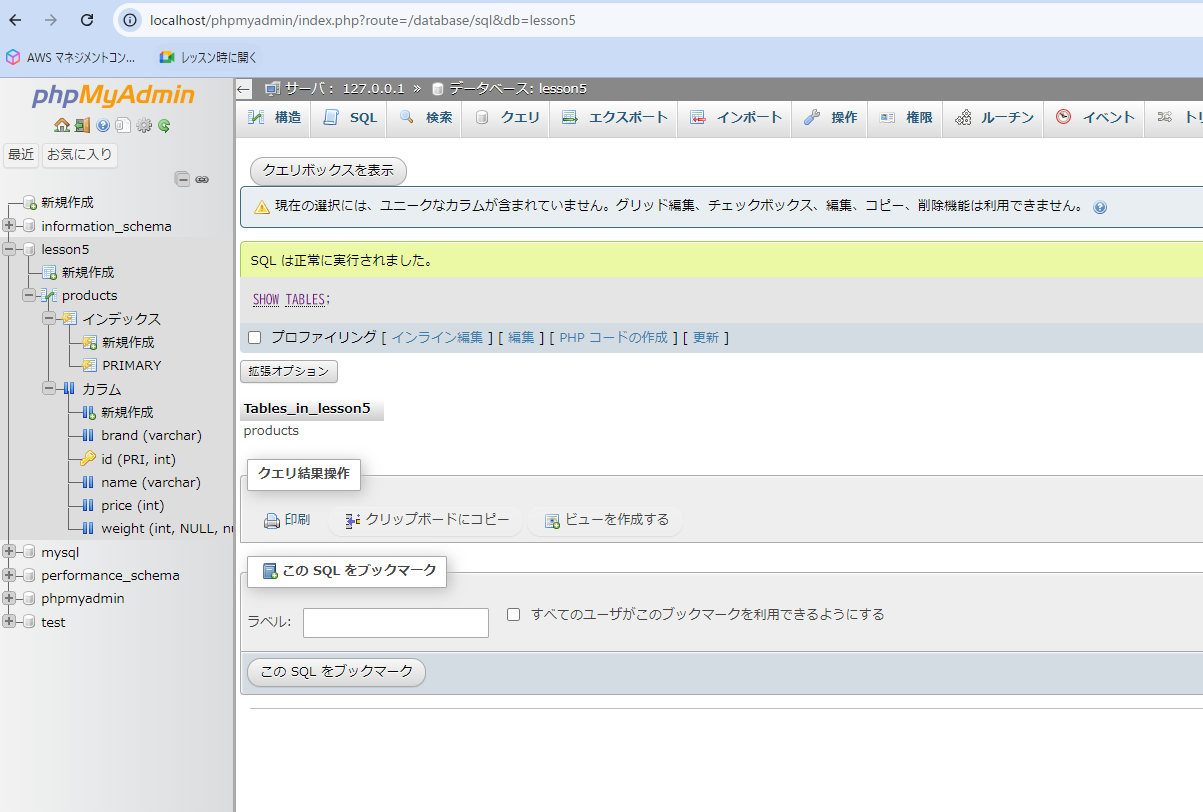 localhost/phpmyadmin/index.php?route=/database/sql&db=lesson5
AWS マネジメントコン... レッスン時に開く
phpMyAdmin
最近 お気に入り
新規作成
information_schema
lesson5
新規作成
products
インデックス
新規作成
PRIMARY
カラム
新規作成
brand (varchar)
id (PRI, int)
name (varchar)
price (int)
weight (int, NULL, nu
mysql
performance_schema
phpmyadmin
test
サーバ: 127.0.0.1 » データベース: lesson5
構造 SQL 検索 クエリ エクスポート インポート 操作 権限 ルーチン イベント トリ
クエリボックスを表示
現在の選択には、ユニークなカラムが含まれていません。グリッド編集、チェックボックス、編集、コピー、削除機能は利用できません。
SQL は正常に実行されました。
SHOW TABLES;
プロファイリング [ インライン編集 ] [ 編集 ] [ PHP コードの作成 ] [ 更新 ]
拡張オプション
Tables_in_lesson5
products
クエリ結果操作
印刷 クリップボードにコピー ビューを作成する
この SQL をブックマーク
ラベル: すべてのユーザがこのブックマークを利用できるようにする
この SQL をブックマーク